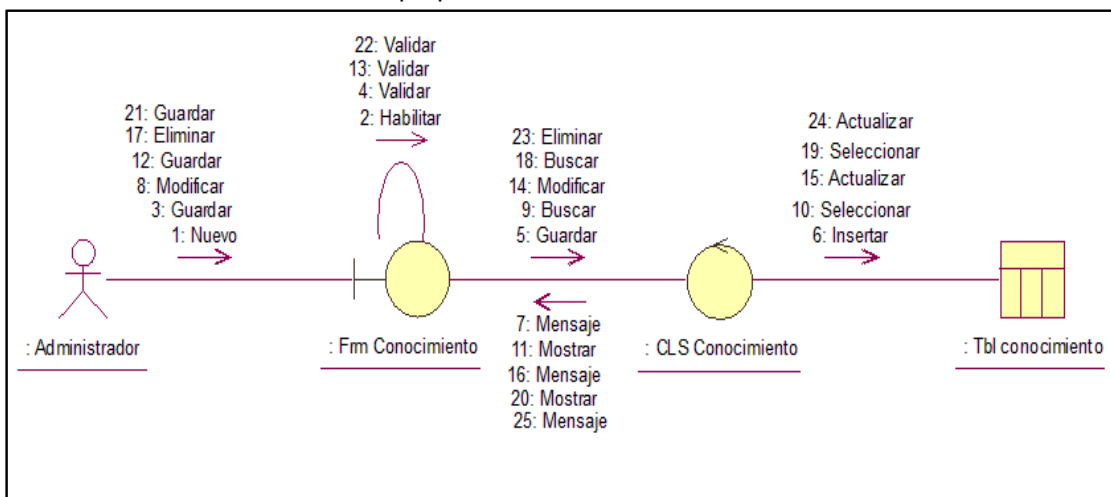 22: Validar
13: Validar
4: Validar
2: Habilitar
21: Guardar
17: Eliminar
12: Guardar
8: Modificar
3: Guardar
1: Nuevo
23: Eliminar
18: Buscar
14: Modificar
9: Buscar
5: Guardar
24: Actualizar
19: Seleccionar
15: Actualizar
10: Seleccionar
6: Insertar
7: Mensaje
11: Mostrar
16: Mensaje
20: Mostrar
25: Mensaje
: Administrador
: Frm Conocimiento
: CLS Conocimiento
: Tbl conocimiento